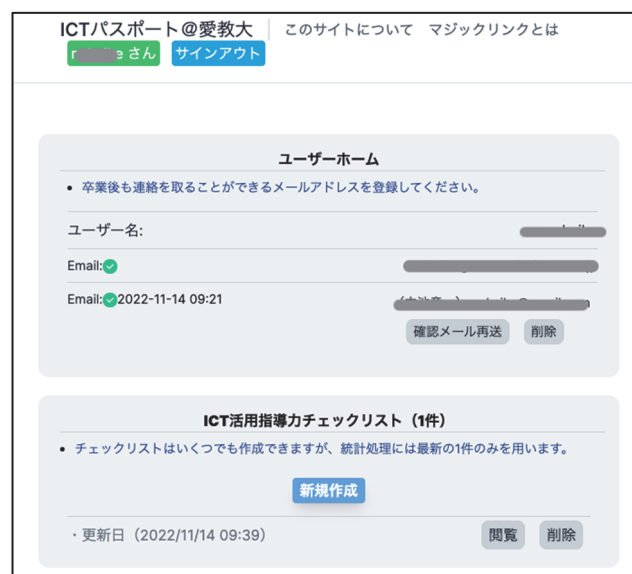 ICTパスポート＠愛教大 このサイトについて マジックリンクとは
さん サインアウト
ユーザーホーム
• 卒業後も連絡を取ることができるメールアドレスを登録してください。
ユーザー名:
Email:
Email: 2022-11-14 09:21
確認メール再送 削除
ICT活用指導力チェックリスト（1件）
• チェックリストはいくつでも作成できますが、統計処理には最新の1件のみを用います。
新規作成
・更新日（2022/11/14 09:39） 閲覧 削除